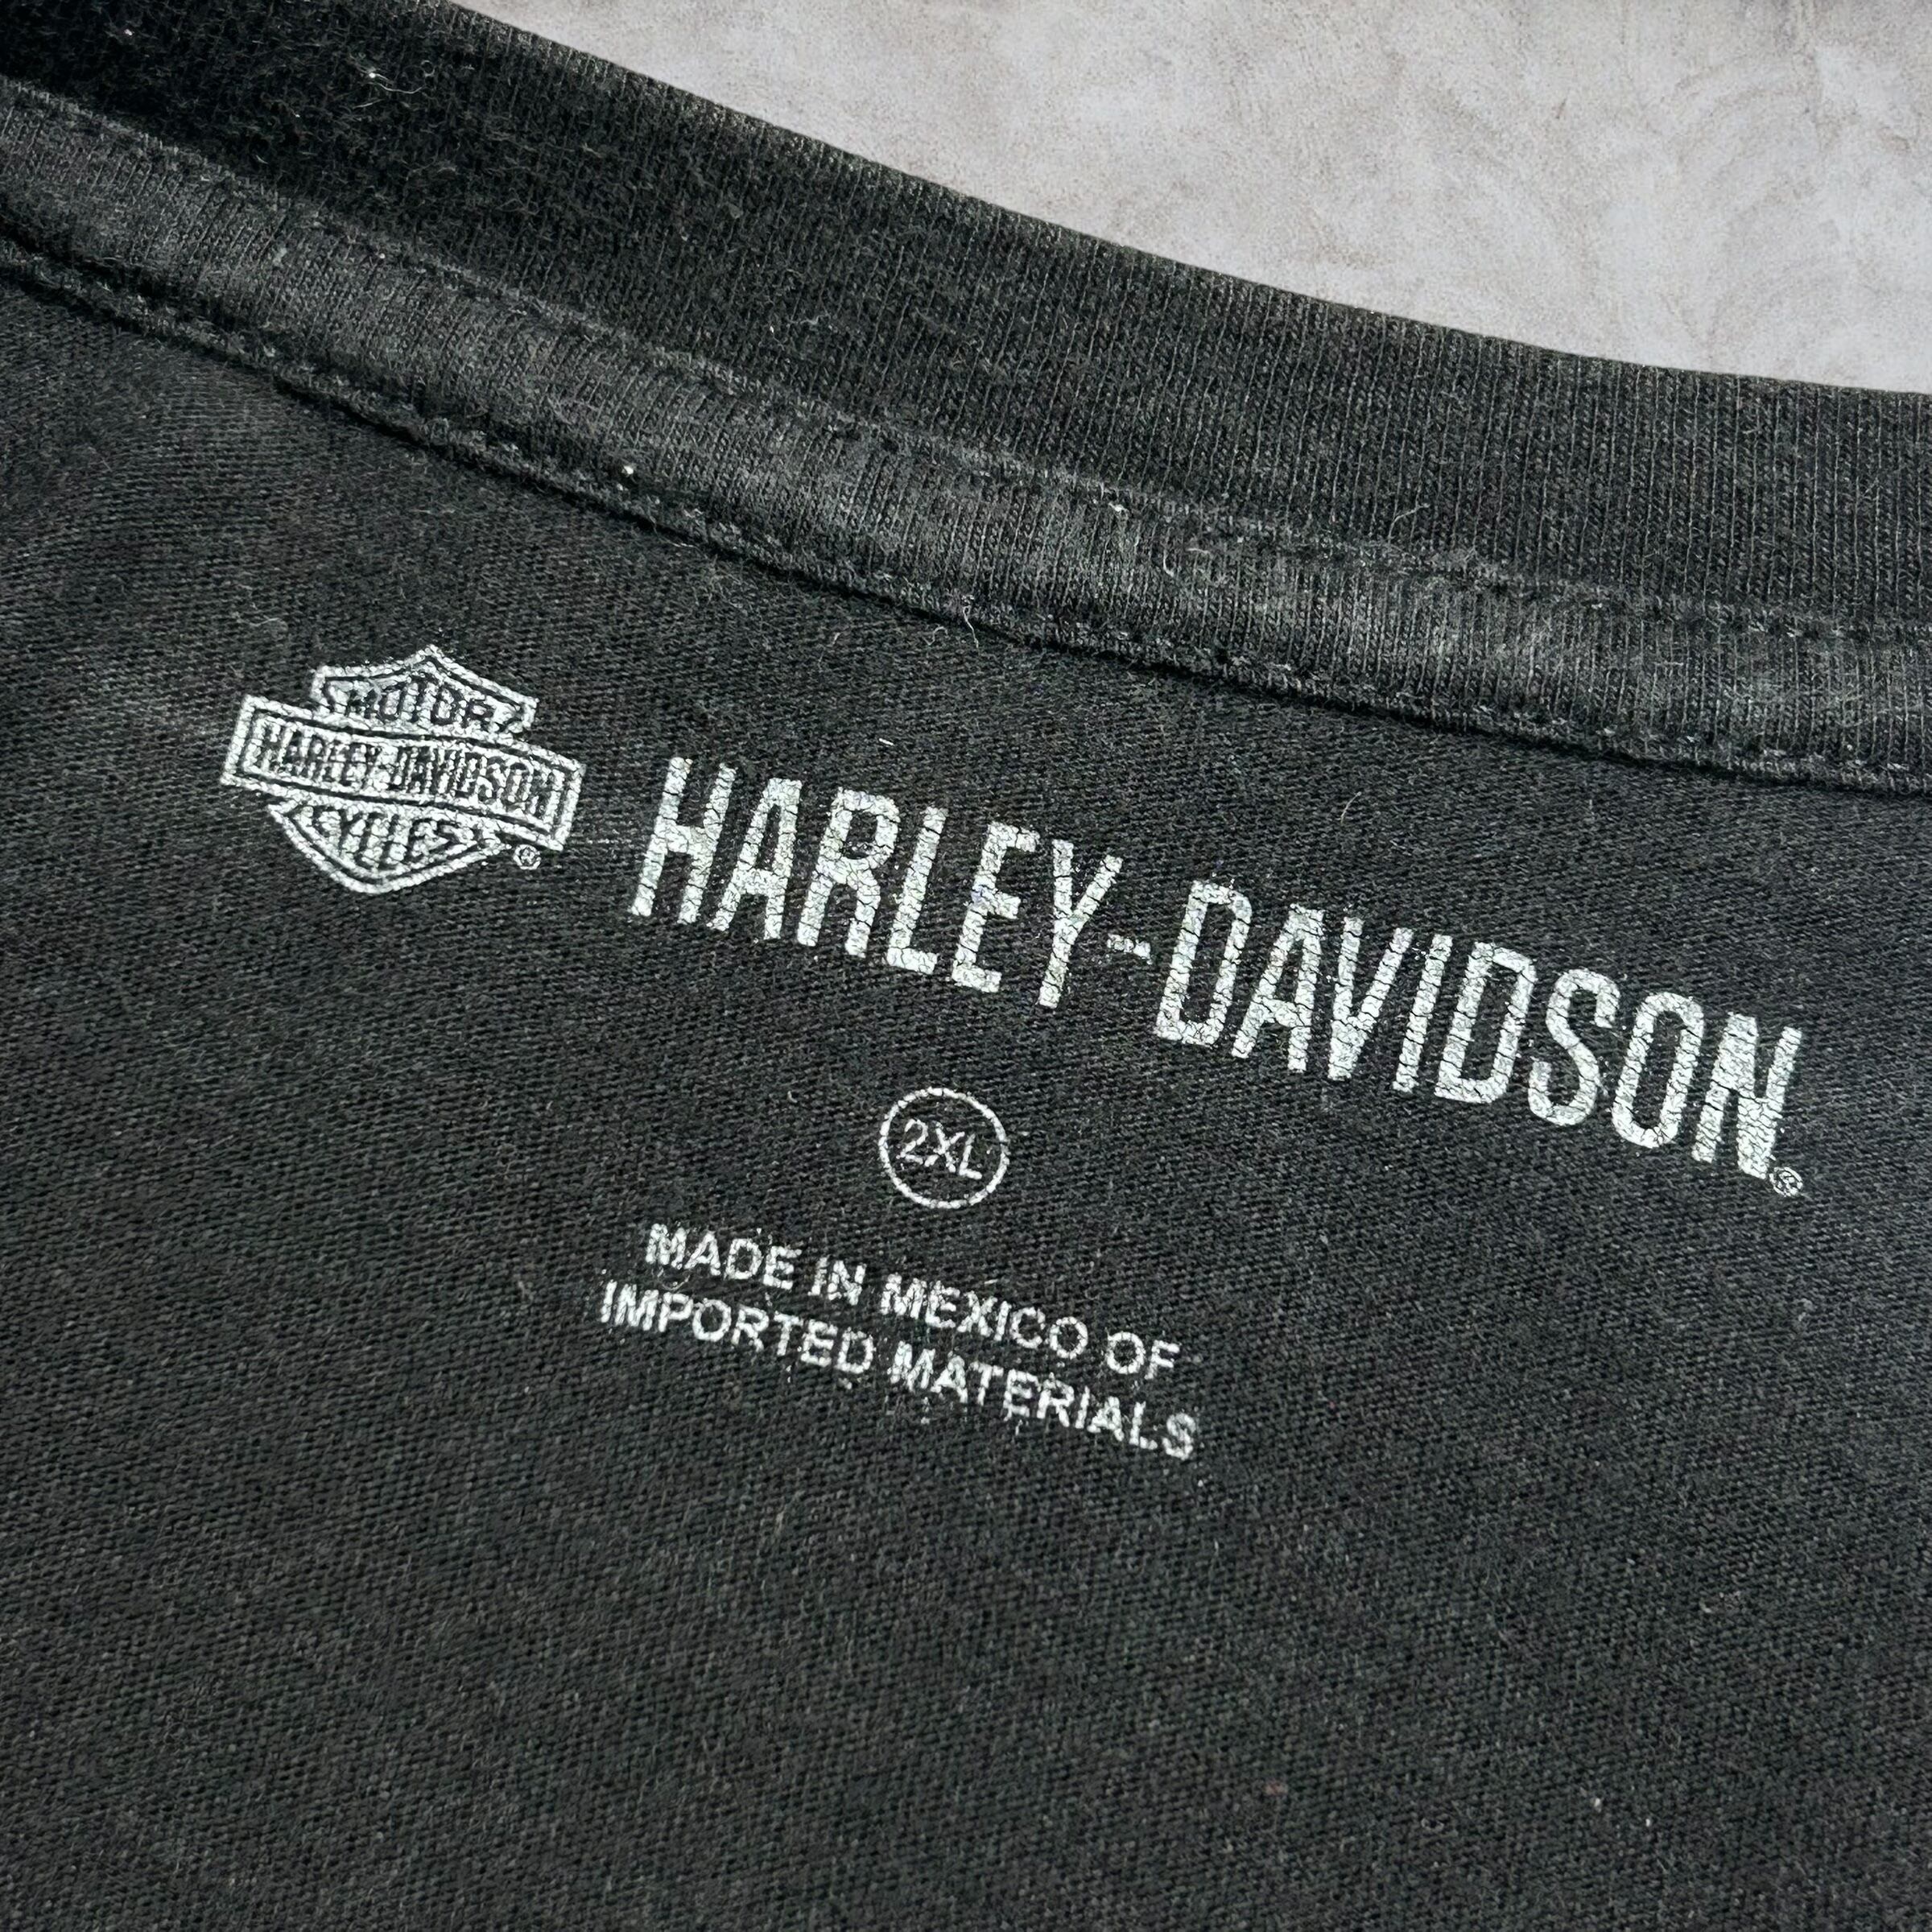 MOTOR
HARLEY-DAVIDSON
CYCLES
®
HARLEY-DAVIDSON®
2XL
MADE IN MEXICO OF
IMPORTED MATERIALS